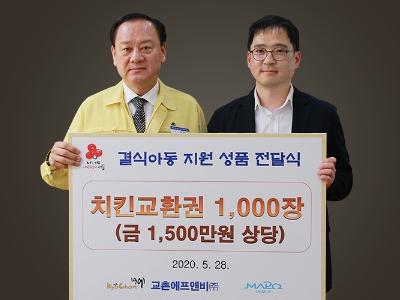 결식아동 지원 성품 전달식
치킨교환권 1,000장
(금 1,500만원 상당)
2020. 5. 28.
KyoChon 교촌에프앤비㈜ MAPO